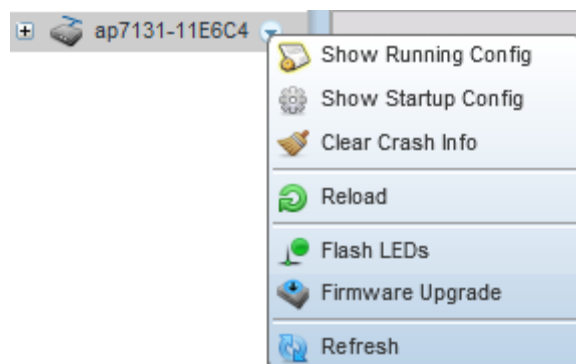 ap7131-11E6C4
Show Running Config
Show Startup Config
Clear Crash Info
Reload
Flash LEDs
Firmware Upgrade
Refresh